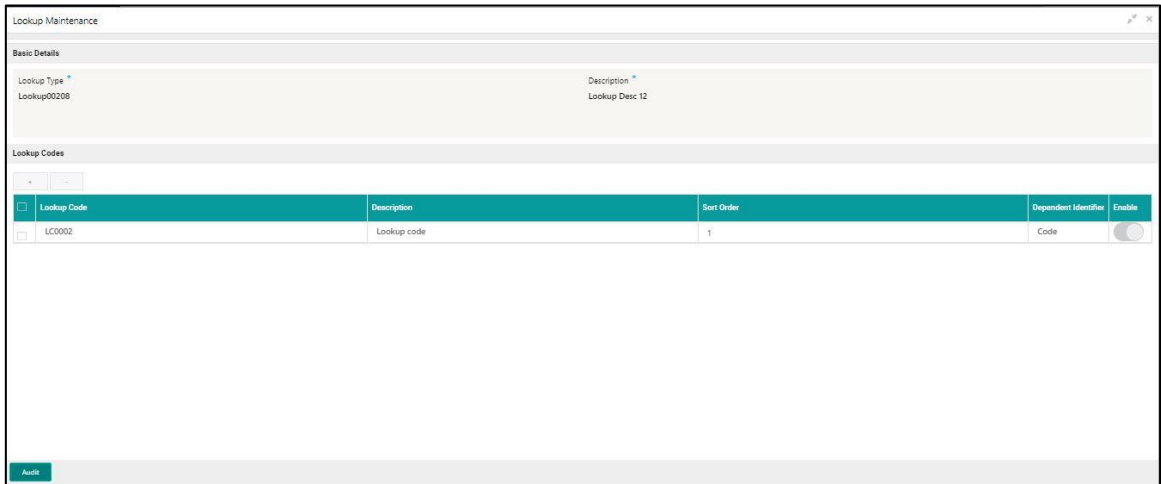 Lookup Maintenance
Basic Details
Lookup Type * Description *
Lookup00208 Lookup Desc 12
Lookup Codes
+ -
Lookup Code Description Sort Order Dependent Identifier Enable
LC0002 Lookup code 1 Code
Audit